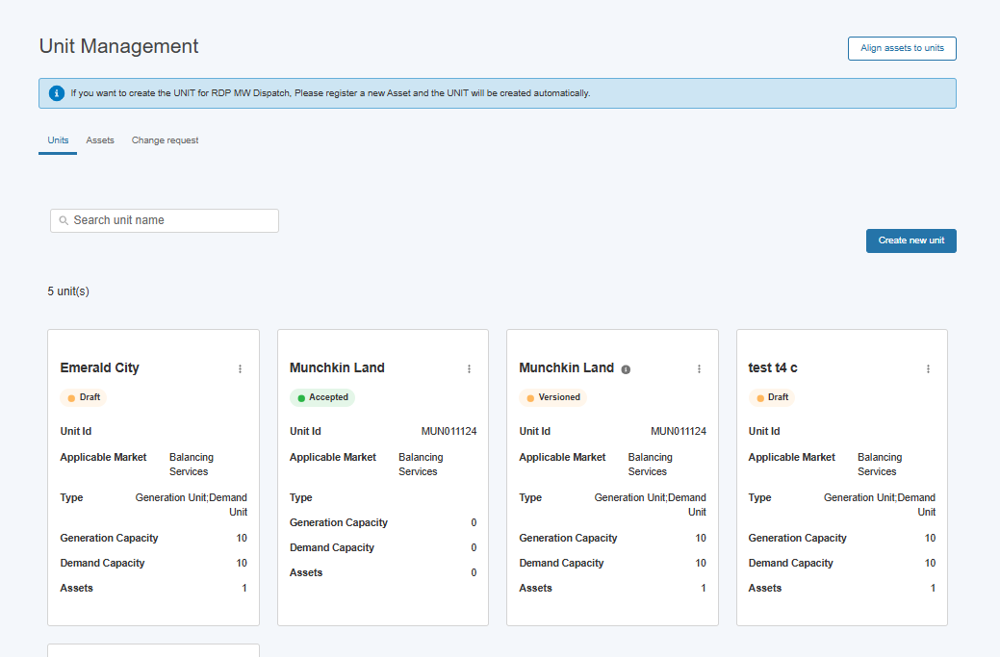 Unit Management
Align assets to units
If you want to create the UNIT for RDP MW Dispatch, Please register a new Asset and the UNIT will be created automatically.
Units Assets Change request
Search unit name
Create new unit
5 unit(s)
Emerald City
Draft
Unit Id
Applicable Market Balancing
Services
Type Generation Unit;Demand
Unit
Generation Capacity 10
Demand Capacity 10
Assets 1
Munchkin Land
Accepted
Unit Id MUN011124
Applicable Market Balancing
Services
Type
Generation Capacity 0
Demand Capacity 0
Assets 0
Munchkin Land
Versioned
Unit Id MUN011124
Applicable Market Balancing
Services
Type Generation Unit;Demand
Unit
Generation Capacity 10
Demand Capacity 10
Assets 1
test t4 c
Draft
Unit Id
Applicable Market Balancing
Services
Type Generation Unit;Demand
Unit
Generation Capacity 10
Demand Capacity 10
Assets 1